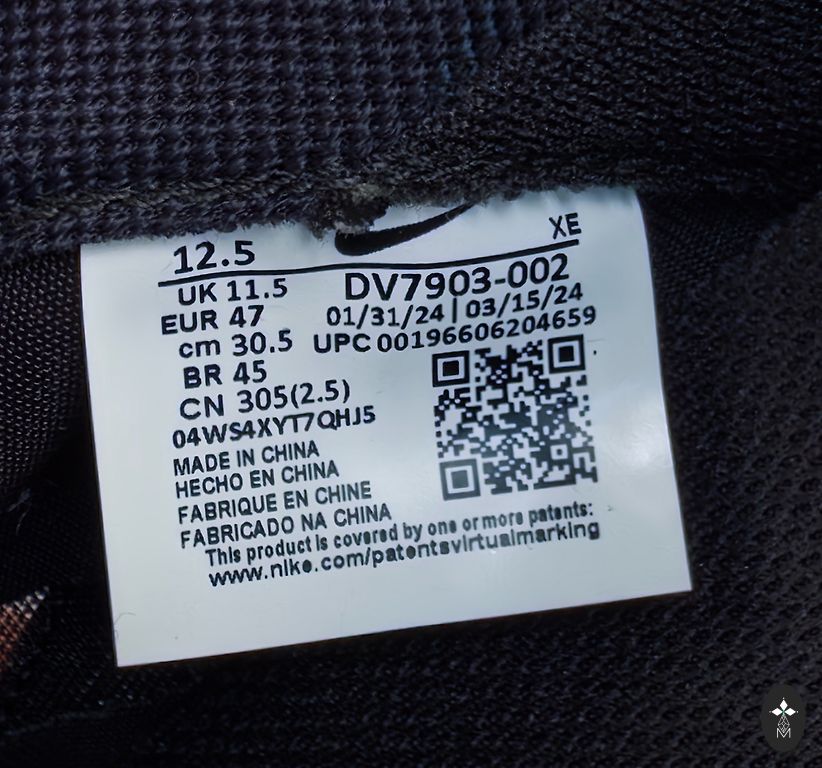 12.5 XE
UK 11.5 DV7903-002
EUR 47 01/31/24 | 03/15/24
cm 30.5 UPC 00196606204659
BR 45
CN 305(2.5)
04WS4XYT7QHJ5
MADE IN CHINA
HECHO EN CHINA
FABRIQUE EN CHINE
FABRICADO NA CHINA
This product is covered by one or more patents:
www.nike.com/patentsvirtualmarking
M